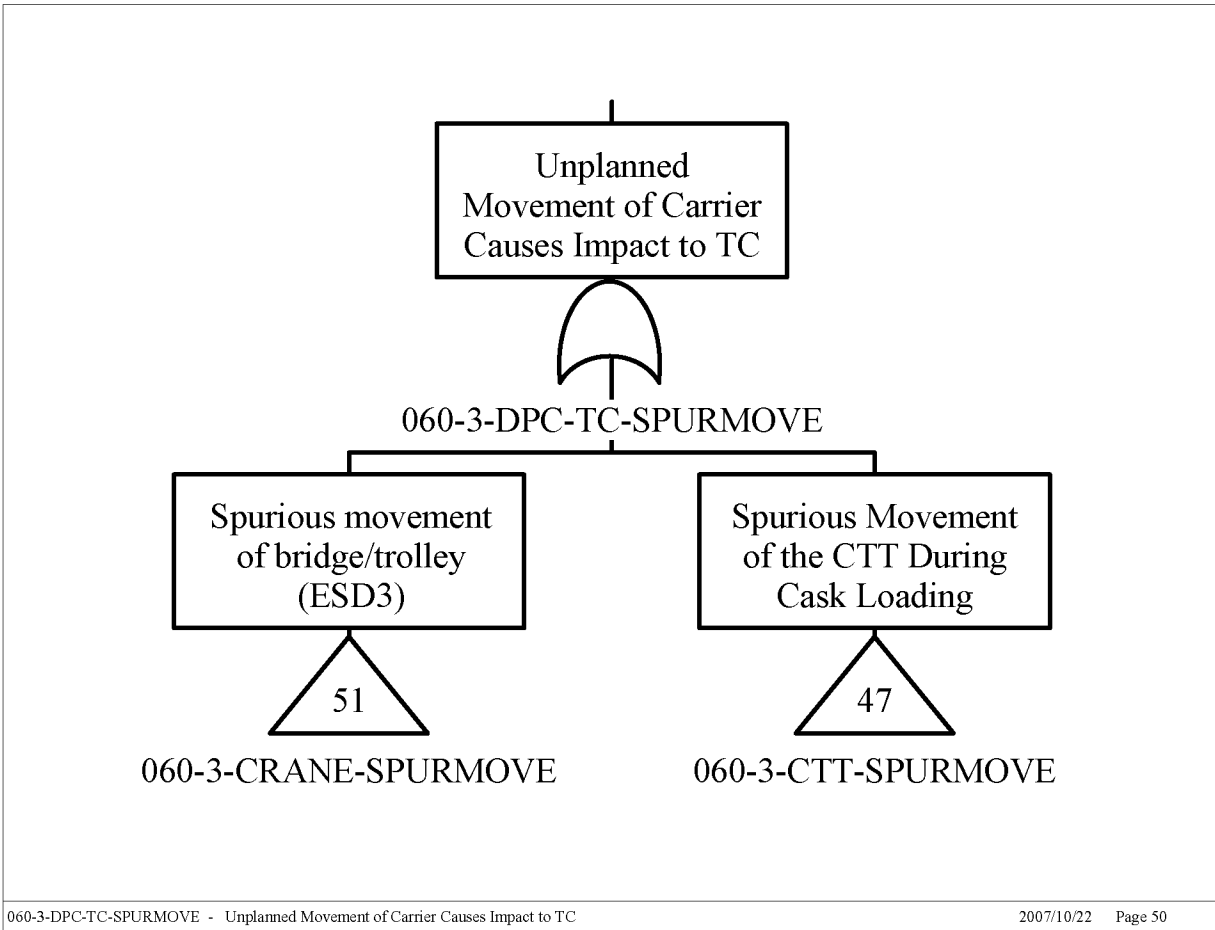 Unplanned
Movement of Carrier
Causes Impact to TC
060-3-DPC-TC-SPURMOVE
Spurious movement
of bridge/trolley
(ESD3)
51
060-3-CRANE-SPURMOVE
Spurious Movement
of the CTT During
Cask Loading
47
060-3-CTT-SPURMOVE
060-3-DPC-TC-SPURMOVE - Unplanned Movement of Carrier Causes Impact to TC
2007/10/22 Page 50